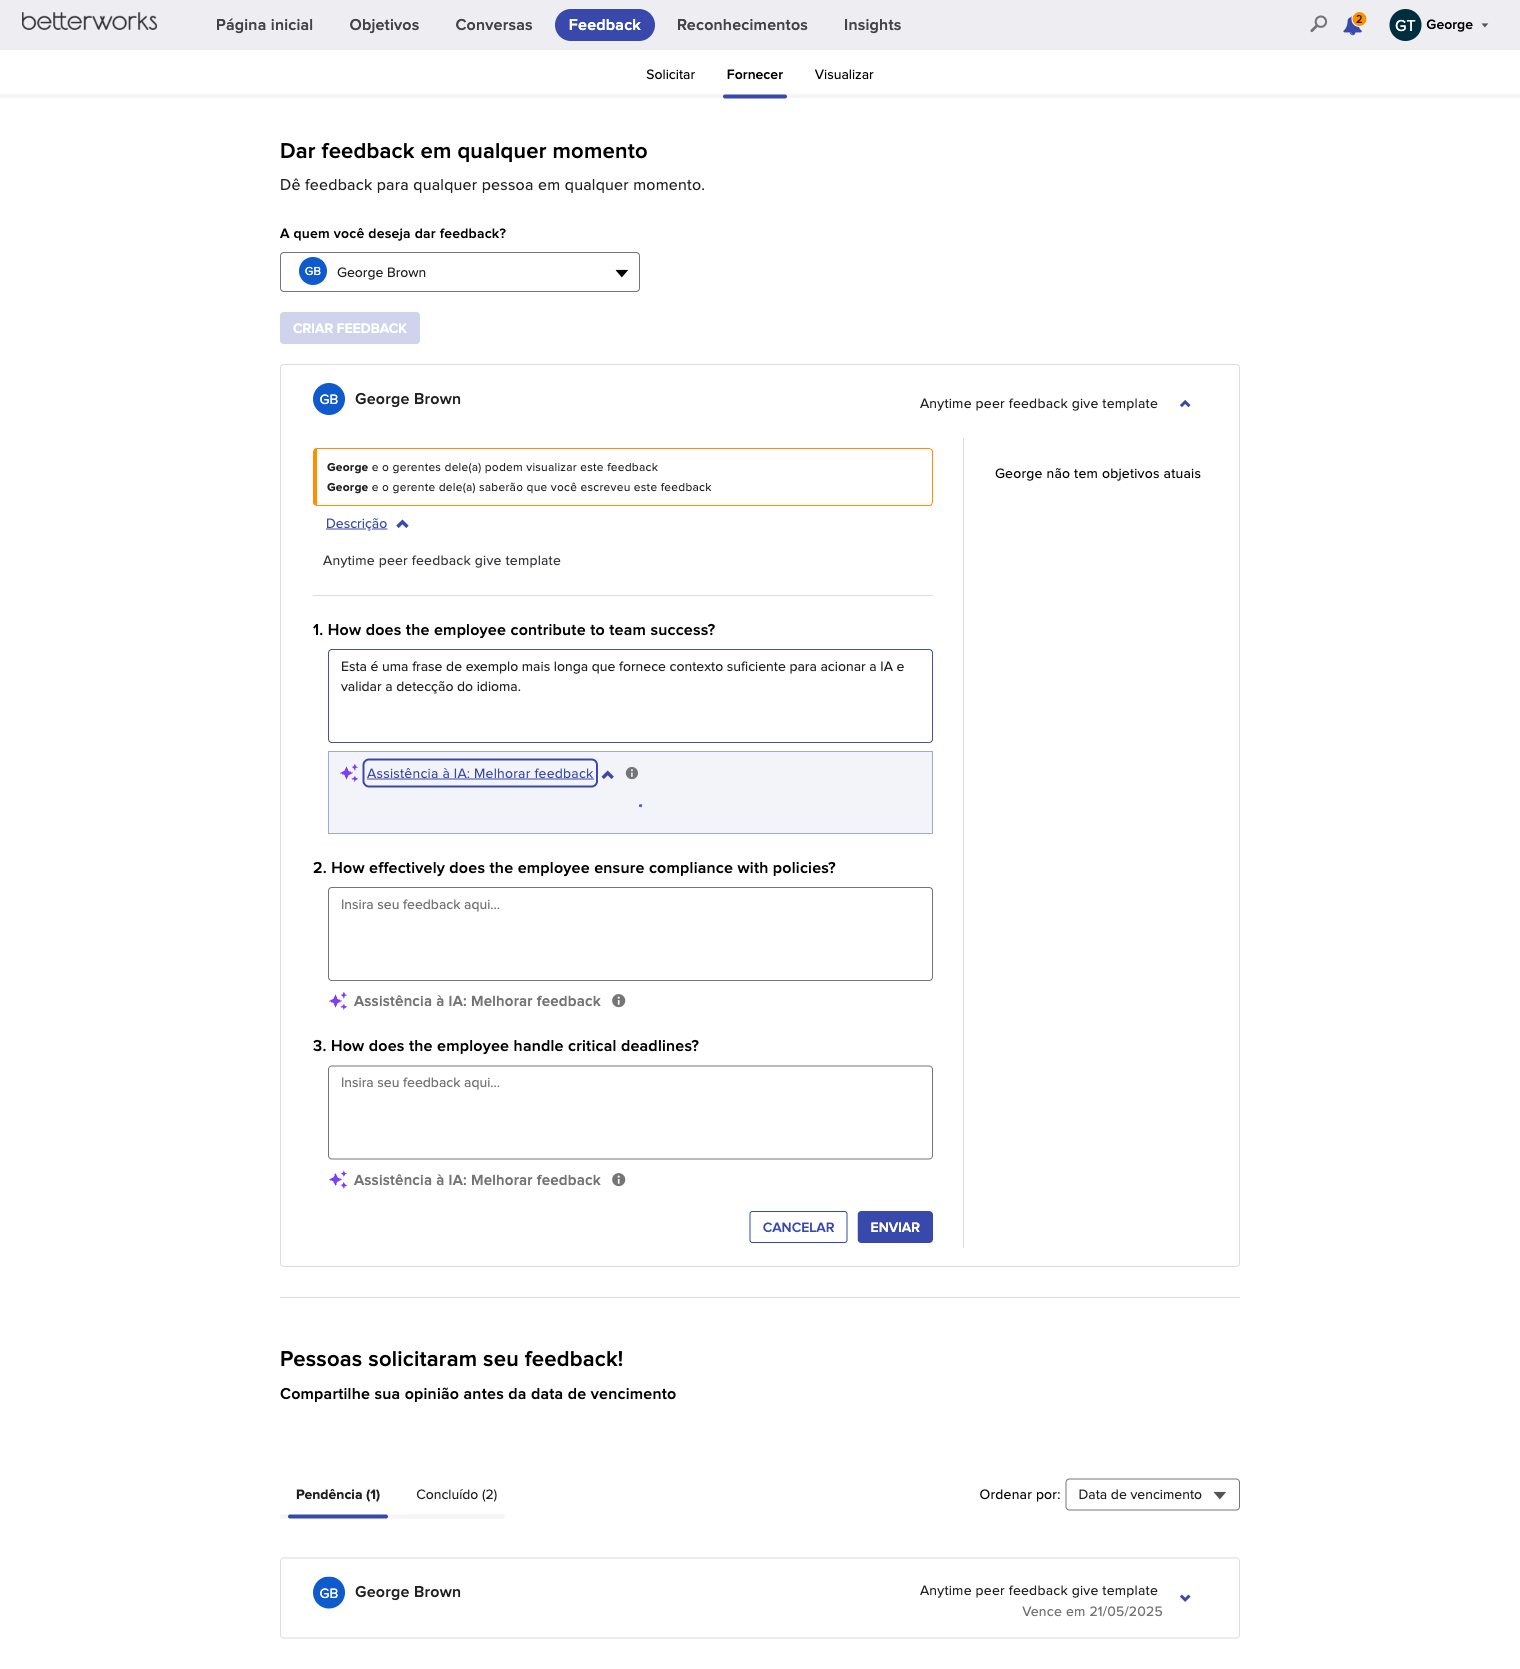 betterworks
Página inicial
Objetivos
Conversas
Feedback
Reconhecimentos
Insights
2
GT
George
Solicitar
Fornecer
Visualizar
Dar feedback em qualquer momento
Dê feedback para qualquer pessoa em qualquer momento.
A quem você deseja dar feedback?
GB
George Brown
CRIAR FEEDBACK
GB
George Brown
Anytime peer feedback give template
George e o gerentes dele(a) podem visualizar este feedback
George e o gerente dele(a) saberão que você escreveu este feedback
George não tem objetivos atuais
Descrição
Anytime peer feedback give template
1. How does the employee contribute to team success?
Esta é uma frase de exemplo mais longa que fornece contexto suficiente para acionar a IA e
validar a detecção do idioma.
Assistência à IA: Melhorar feedback
2. How effectively does the employee ensure compliance with policies?
Insira seu feedback aqui...
Assistência à IA: Melhorar feedback
3. How does the employee handle critical deadlines?
Insira seu feedback aqui...
Assistência à IA: Melhorar feedback
CANCELAR
ENVIAR
Pessoas solicitaram seu feedback!
Compartilhe sua opinião antes da data de vencimento
Pendência (1)
Concluído (2)
Ordenar por:
Data de vencimento
GB
George Brown
Anytime peer feedback give template
Vence em 21/05/2025